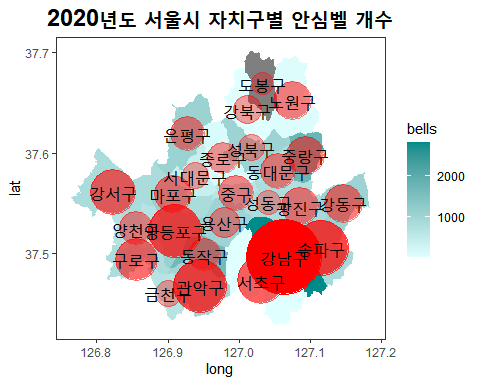 2020년도 서울시 자치구별 안심벨 개수
37.7
37.6
37.5
lat
도봉구
노원구
강북구
은평구
성북구
종로구
중랑구
동대문구
서대문구
강서구
마포구
중구
성동구
광진구
강동구
용산구
양천구
영등포구
동작구
송파구
강남구
구로구
서초구
관악구
금천구
126.8
126.9
127.0
127.1
127.2
long
bells
2000
1000